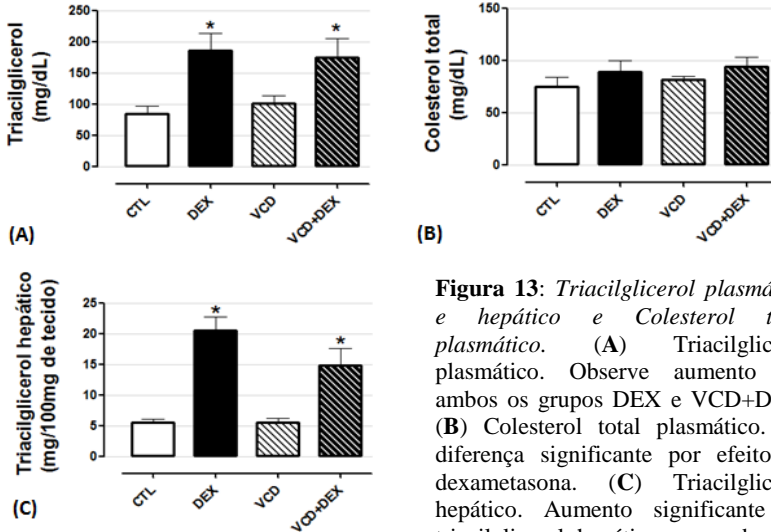 Triacilglicerol
(mg/dL)
250
200
150
100
50
0
*
*
CTL
DEX
VCD
VCD+DEX
(A)
Colesterol total
(mg/dL)
150
100
50
0
CTL
DEX
VCD
VCD+DEX
(B)
Triacilglicerol hepático
(mg/100mg de tecido)
25
20
15
10
5
0
*
*
CTL
DEX
VCD
VCD+DEX
(C)
Figura 13: Triacilglicerol plasmá
e hepático e Colesterol t
plasmático. (A) Triacilglic
plasmático. Observe aumento
ambos os grupos DEX e VCD+D
(B) Colesterol total plasmático.
diferença significante por efeito
dexametasona. (C) Triacilglic
hepático. Aumento significante